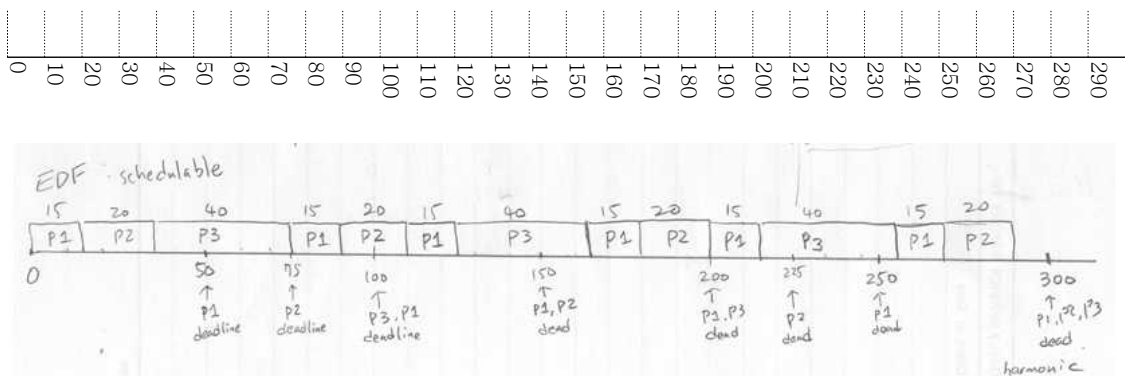 0 10 20 30 40 50 60 70 80 90 100 110 120 130 140 150 160 170 180 190 200 210 220 230 240 250 260 270 280 290
EDF . schedulable
15 20 40 15 20 15 40 15 20 15 40 15 20
P1 P2 P3 P1 P2 P1 P3 P1 P2 P1 P3 P1 P2
0 50 75 100 150 200 225 250 300
↑ ↑ ↑ ↑ ↑ ↑ ↑ ↑
P1 P2 P3, P1 P1, P2 P1, P3 P2 P1 P1, P2, P3
deadline deadline deadline dead dead dead dead dead
harmonic